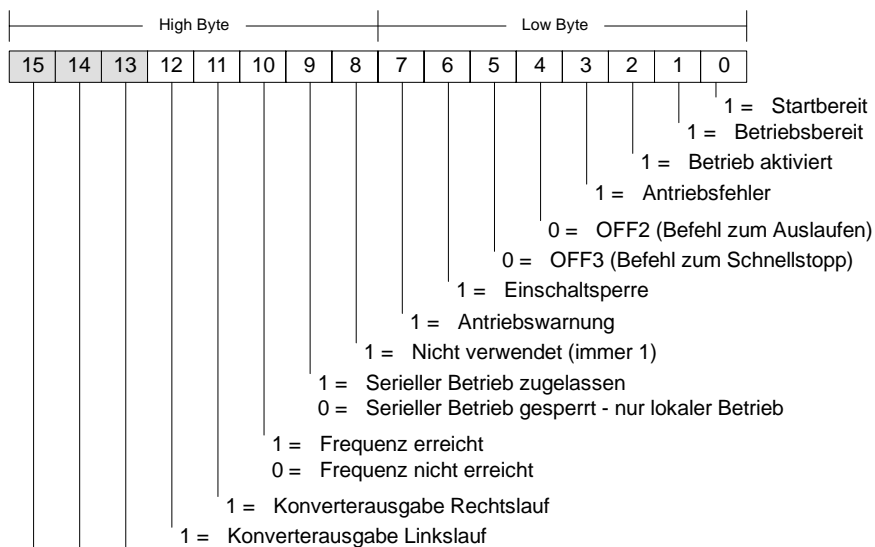 High Byte Low Byte
15 14 13 12 11 10 9 8 7 6 5 4 3 2 1 0
1 = Startbereit
1 = Betriebsbereit
1 = Betrieb aktiviert
1 = Antriebsfehler
0 = OFF2 (Befehl zum Auslaufen)
0 = OFF3 (Befehl zum Schnellstopp)
1 = Einschaltsperre
1 = Antriebswarnung
1 = Nicht verwendet (immer 1)
1 = Serieller Betrieb zugelassen
0 = Serieller Betrieb gesperrt - nur lokaler Betrieb
1 = Frequenz erreicht
0 = Frequenz nicht erreicht
1 = Konverterausgabe Rechtslauf
1 = Konverterausgabe Linkslauf